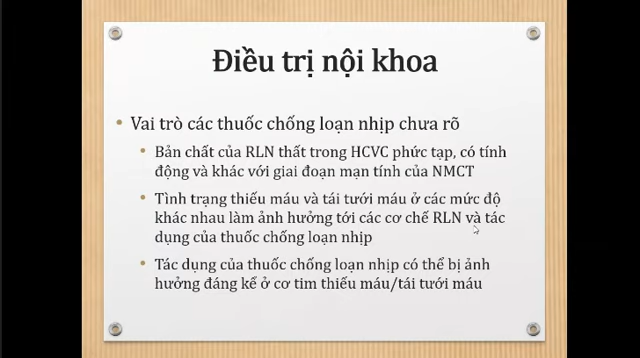 Điều trị nội khoa
• Vai trò các thuốc chống loạn nhịp chưa rõ
• Bản chất của RLN thất trong HCVC phức tạp, có tính
động và khác với giai đoạn mạn tính của NMCT
• Tình trạng thiếu máu và tái tưới máu ở các mức độ
khác nhau làm ảnh hưởng tới các cơ chế RLN và tác
dụng của thuốc chống loạn nhịp
• Tác dụng của thuốc chống loạn nhịp có thể bị ảnh
hưởng đáng kể ở cơ tim thiếu máu/tái tưới máu